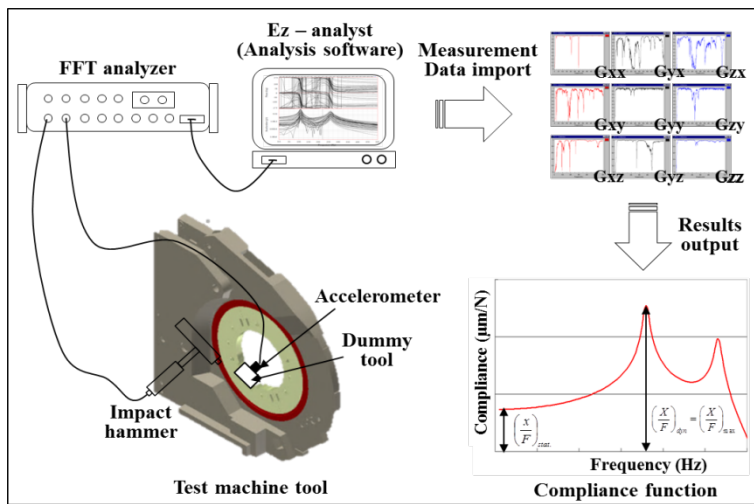 Ez – analyst
(Analysis software)
FFT analyzer
Measurement
Data import
Gxx Gyx Gzx
Gxy Gyy Gzy
Gxz Gyz Gzz
Results
output
Accelerometer
Dummy
tool
Impact
hammer
Test machine tool
Compliance (μm/N)
(X/F)stat.
(X/F)dyn = (X/F)max
Frequency (Hz)
Compliance function